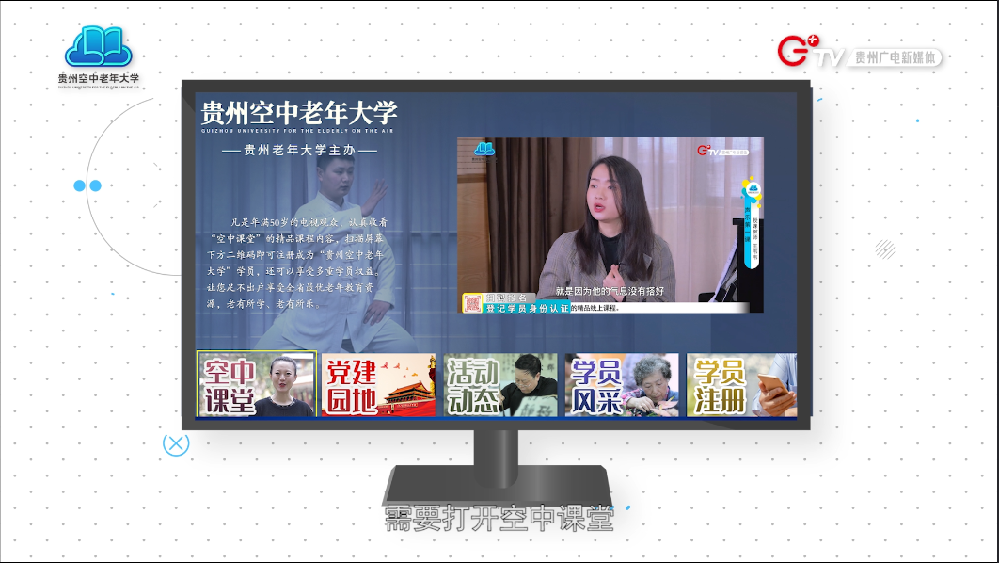 贵州空中老年大学
G+TV 贵州广电新媒体
贵州空中老年大学
GUIZHOU UNIVERSITY FOR THE ELDERLY ON THE AIR
——贵州老年大学主办——
凡是年满50岁的电视观众，认真收看
“空中课堂”的精品课程内容，扫描屏幕
下方二维码即可注册成为“贵州空中老年
大学”学员，还可以享受多重学员权益。
让您足不出户享受全省最优老年教育资
源，老有所学、老有所乐。
就是因为他的气息没有搭好
扫码报名
登记学员身份认证的精品线上课程。
空中
课堂
党建
园地
活动
动态
学员
风采
学员
注册
需要打开空中课堂